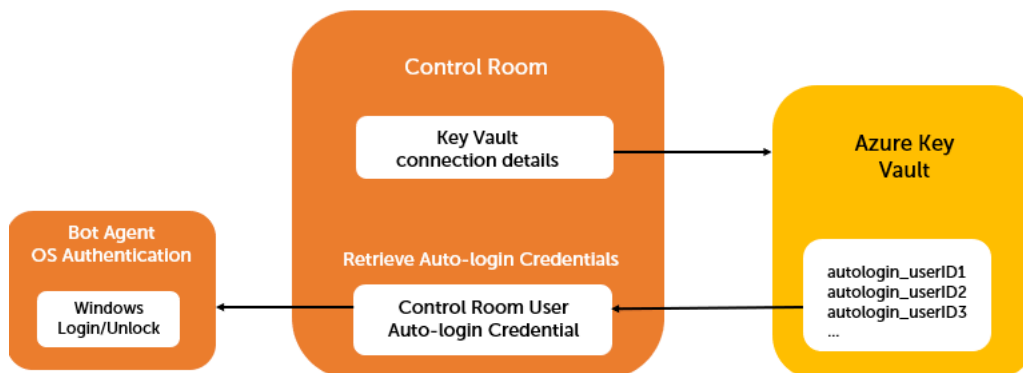 Control Room
Key Vault
connection details
Azure Key
Vault
Bot Agent
OS Authentication
Windows
Login/Unlock
Retrieve Auto-login Credentials
Control Room User
Auto-login Credential
autologin_userID1
autologin_userID2
autologin_userID3
...